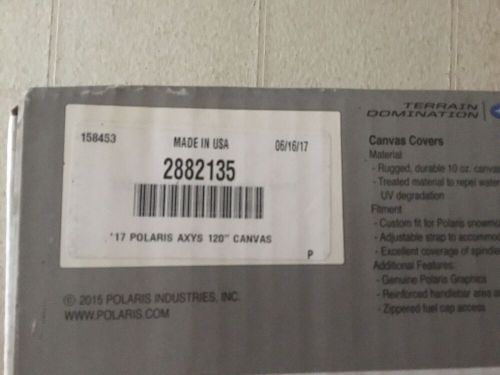 TERRAIN
DOMINATION
158453
MADE IN USA
06/16/17
2882135
'17 POLARIS AXYS 120" CANVAS
P
Canvas Covers
Material
- Rugged, durable 10 oz. canvas
- Treated material to repel water
UV degradation
Fitment
- Custom fit for Polaris
- Adjustable strap to
- Excellent coverage of
Additional Features:
- Genuine Polaris Graphics
- Reinforced handlebar area
- Zippered fuel cap access
© 2015 POLARIS INDUSTRIES, INC.
WWW.POLARIS.COM